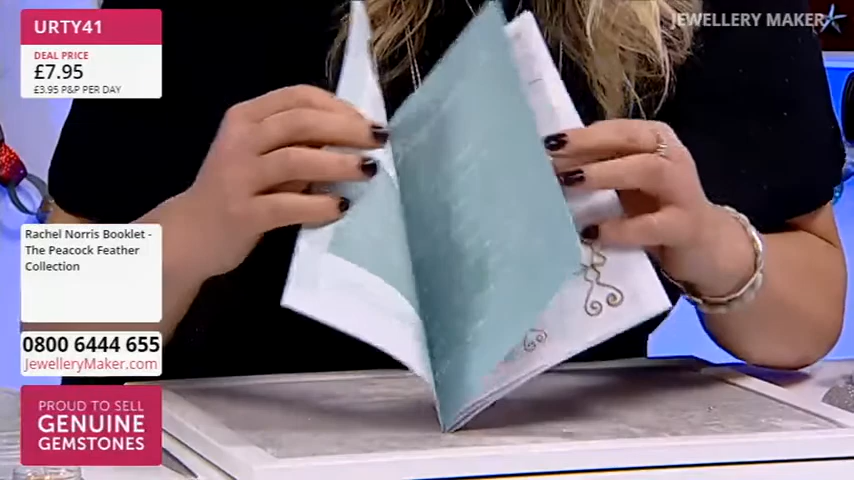 URTY41
DEAL PRICE
£7.95
£3.95 P&P PER DAY
JEWELLERY MAKER
Rachel Norris Booklet -
The Peacock Feather
Collection
0800 6444 655
JewelleryMaker.com
PROUD TO SELL
GENUINE
GEMSTONES